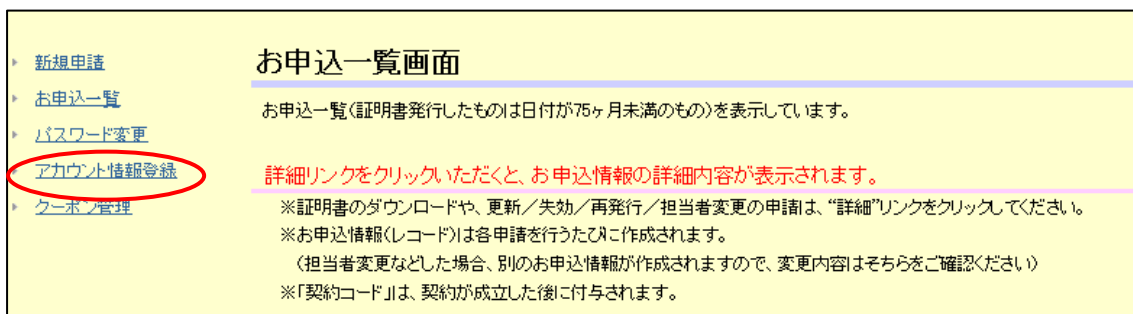 新規申請
お申込一覧
パスワード変更
アカウント情報登録
クーポン管理
お申込一覧画面
お申込一覧(証明書発行したものは日付が75ヶ月未満のもの)を表示しています。
詳細リンクをクリックいただくと、お申込情報の詳細内容が表示されます。
※証明書のダウンロードや、更新／失効／再発行／担当者変更の申請は、“詳細”リンクをクリックしてください。
※お申込情報(レコード)は各申請を行うたびに作成されます。
(担当者変更などした場合、別のお申込情報が作成されますので、変更内容はそちらをご確認ください)
※「契約コード」は、契約が成立した後に付与されます。